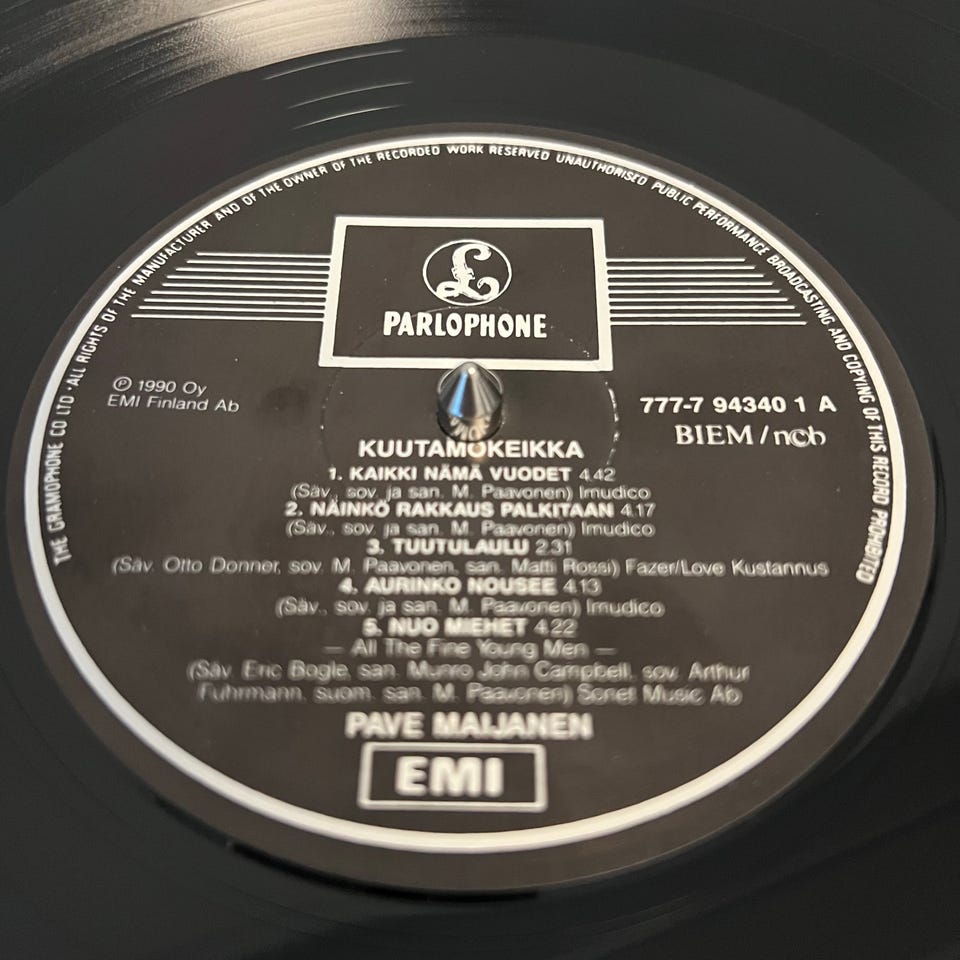 THE GRAMOPHONE CO LTD · ALL RIGHTS OF THE MANUFACTURER AND OF THE OWNER OF THE RECORDED WORK RESERVED UNAUTHORISED PUBLIC PERFORMANCE BROADCASTING AND COPYING OF THIS RECORD PROHIBITED
£
PARLOPHONE
℗ 1990 Oy
EMI Finland Ab
777-7 94340 1 A
BIEM / n©b
KUUTAMOKEIKKA
1. KAIKKI NÄMÄ VUODET 4.42
(Säv., sov. ja san. M. Paavonen) Imudico
2. NÄINKÖ RAKKAUS PALKITAAN 4.17
(Säv., sov. ja san. M. Paavonen) Imudico
3. TUUTULAULU 2.31
(Säv. Otto Donner, sov. M. Paavonen, san. Matti Rossi) Fazer/Love Kustannus
4. AURINKO NOUSEE 4.13
(Säv., sov. ja san. M. Paavonen) Imudico
5. NUO MIEHET 4.22
— All The Fine Young Men —
(Säv. Eric Bogle, san. Munro John Campbell, sov. Arthur
Fuhrmann, suom. san. M. Paavonen) Sonet Music Ab
PAVE MAIJANEN
EMI